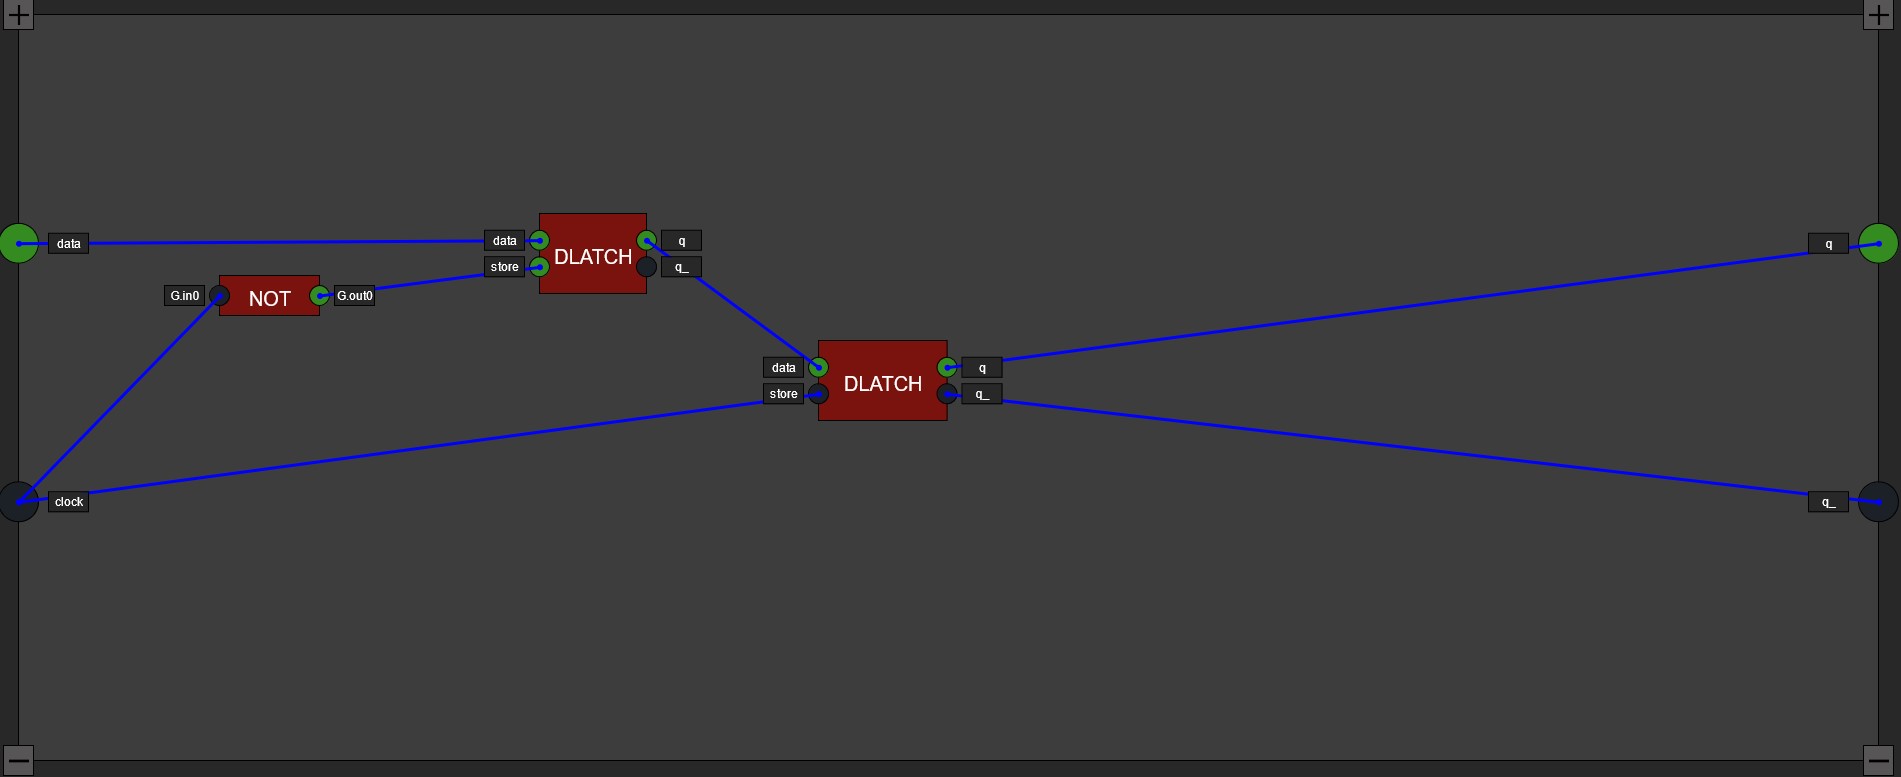 data
data
q
DLATCH
store
q_
G.in0
NOT
G.out0
q
data
q
DLATCH
store
q_
clock
q_